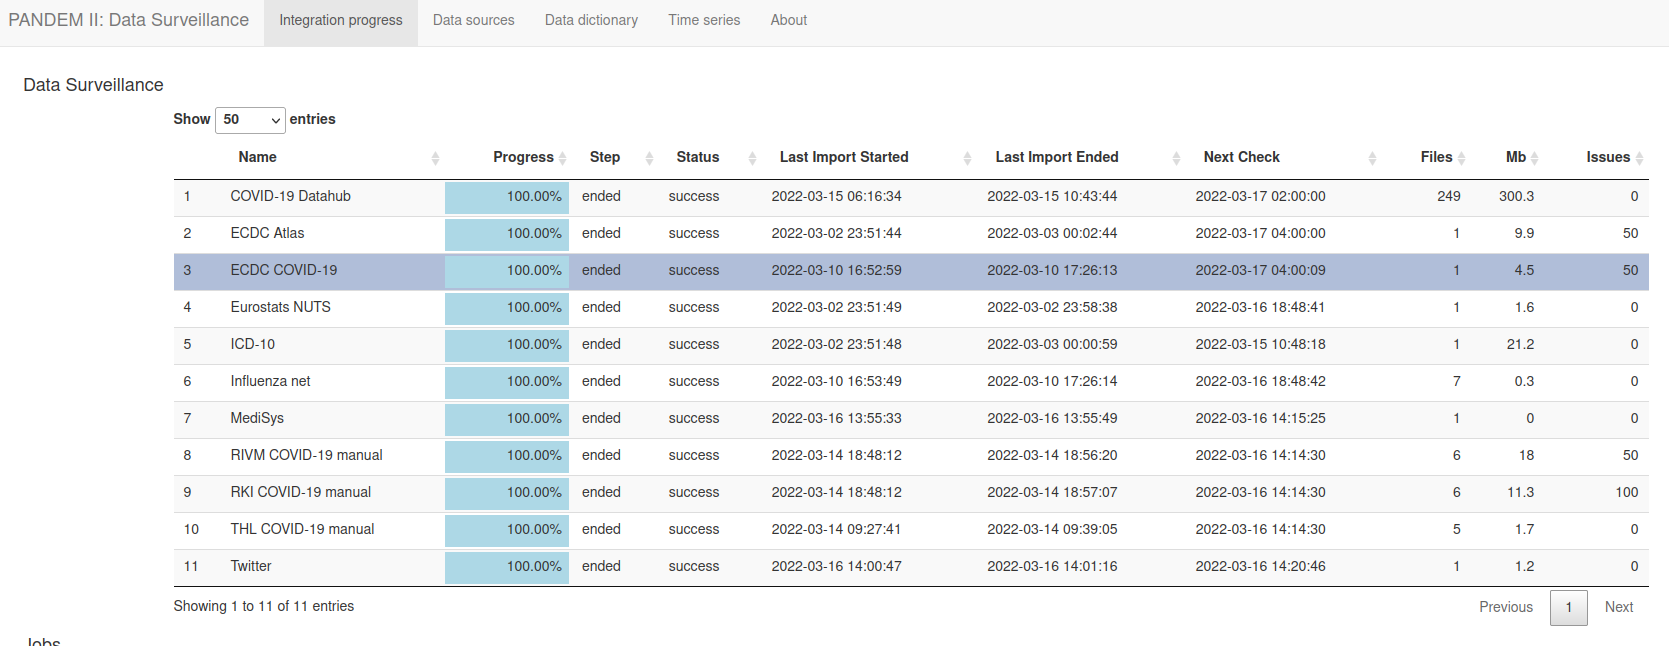 PANDEM II: Data Surveillance Integration progress Data sources Data dictionary Time series About
Data Surveillance
Show 50 entries
Name Progress Step Status Last Import Started Last Import Ended Next Check Files Mb Issues
1 COVID-19 Datahub 100.00% ended success 2022-03-15 06:16:34 2022-03-15 10:43:44 2022-03-17 02:00:00 249 300.3 0
2 ECDC Atlas 100.00% ended success 2022-03-02 23:51:44 2022-03-03 00:02:44 2022-03-17 04:00:00 1 9.9 50
3 ECDC COVID-19 100.00% ended success 2022-03-10 16:52:59 2022-03-10 17:26:13 2022-03-17 04:00:09 1 4.5 50
4 Eurostats NUTS 100.00% ended success 2022-03-02 23:51:49 2022-03-02 23:58:38 2022-03-16 18:48:41 1 1.6 0
5 ICD-10 100.00% ended success 2022-03-02 23:51:48 2022-03-03 00:00:59 2022-03-15 10:48:18 1 21.2 0
6 Influenza net 100.00% ended success 2022-03-10 16:53:49 2022-03-10 17:26:14 2022-03-16 18:48:42 7 0.3 0
7 MediSys 100.00% ended success 2022-03-16 13:55:33 2022-03-16 13:55:49 2022-03-16 14:15:25 1 0 0
8 RIVM COVID-19 manual 100.00% ended success 2022-03-14 18:48:12 2022-03-14 18:56:20 2022-03-16 14:14:30 6 18 50
9 RKI COVID-19 manual 100.00% ended success 2022-03-14 18:48:12 2022-03-14 18:57:07 2022-03-16 14:14:30 6 11.3 100
10 THL COVID-19 manual 100.00% ended success 2022-03-14 09:27:41 2022-03-14 09:39:05 2022-03-16 14:14:30 5 1.7 0
11 Twitter 100.00% ended success 2022-03-16 14:00:47 2022-03-16 14:01:16 2022-03-16 14:20:46 1 1.2 0
Showing 1 to 11 of 11 entries Previous 1 Next
Jobs